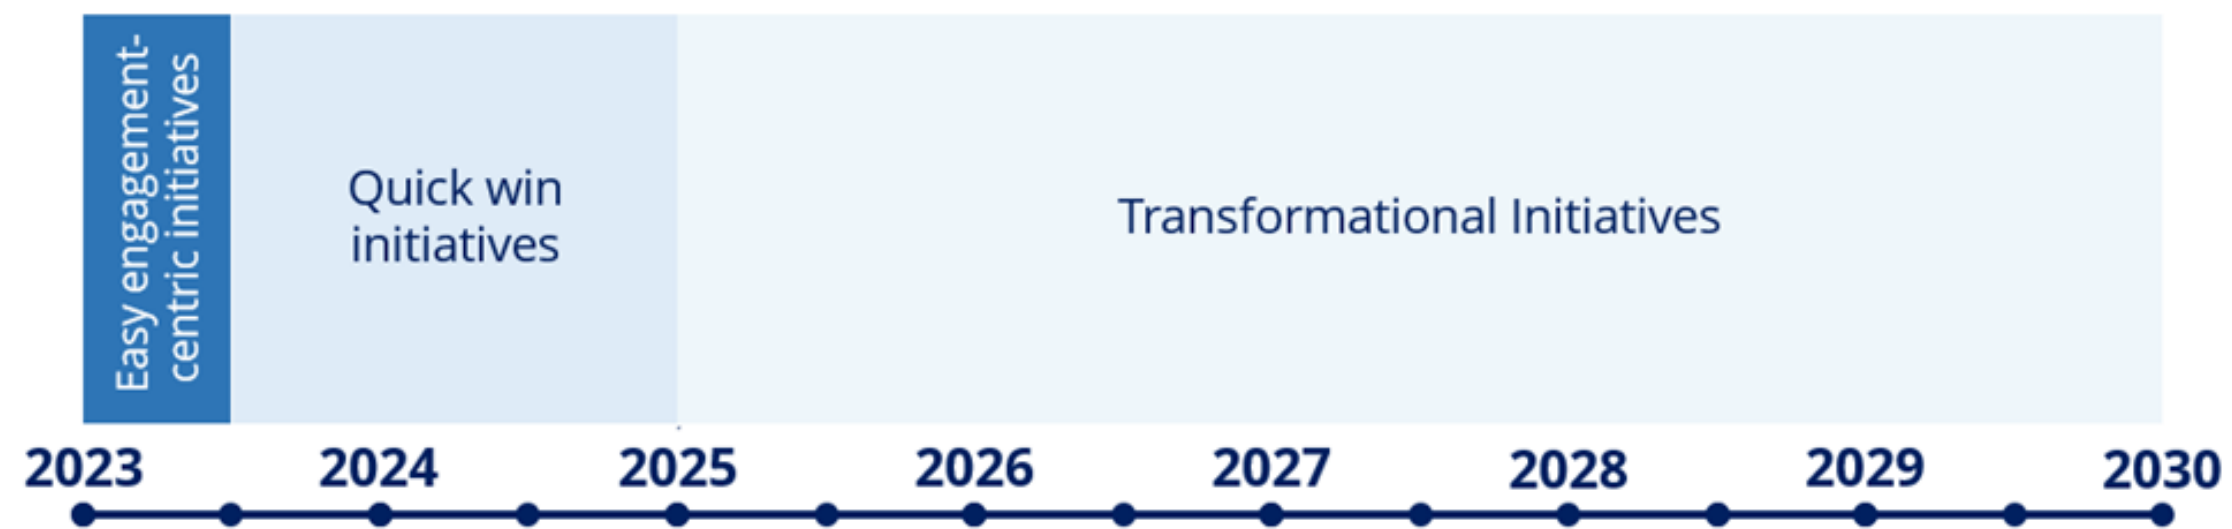 Easy engagement-
centric initiatives
Quick win
initiatives
Transformational Initiatives
2023 2024 2025 2026 2027 2028 2029 2030